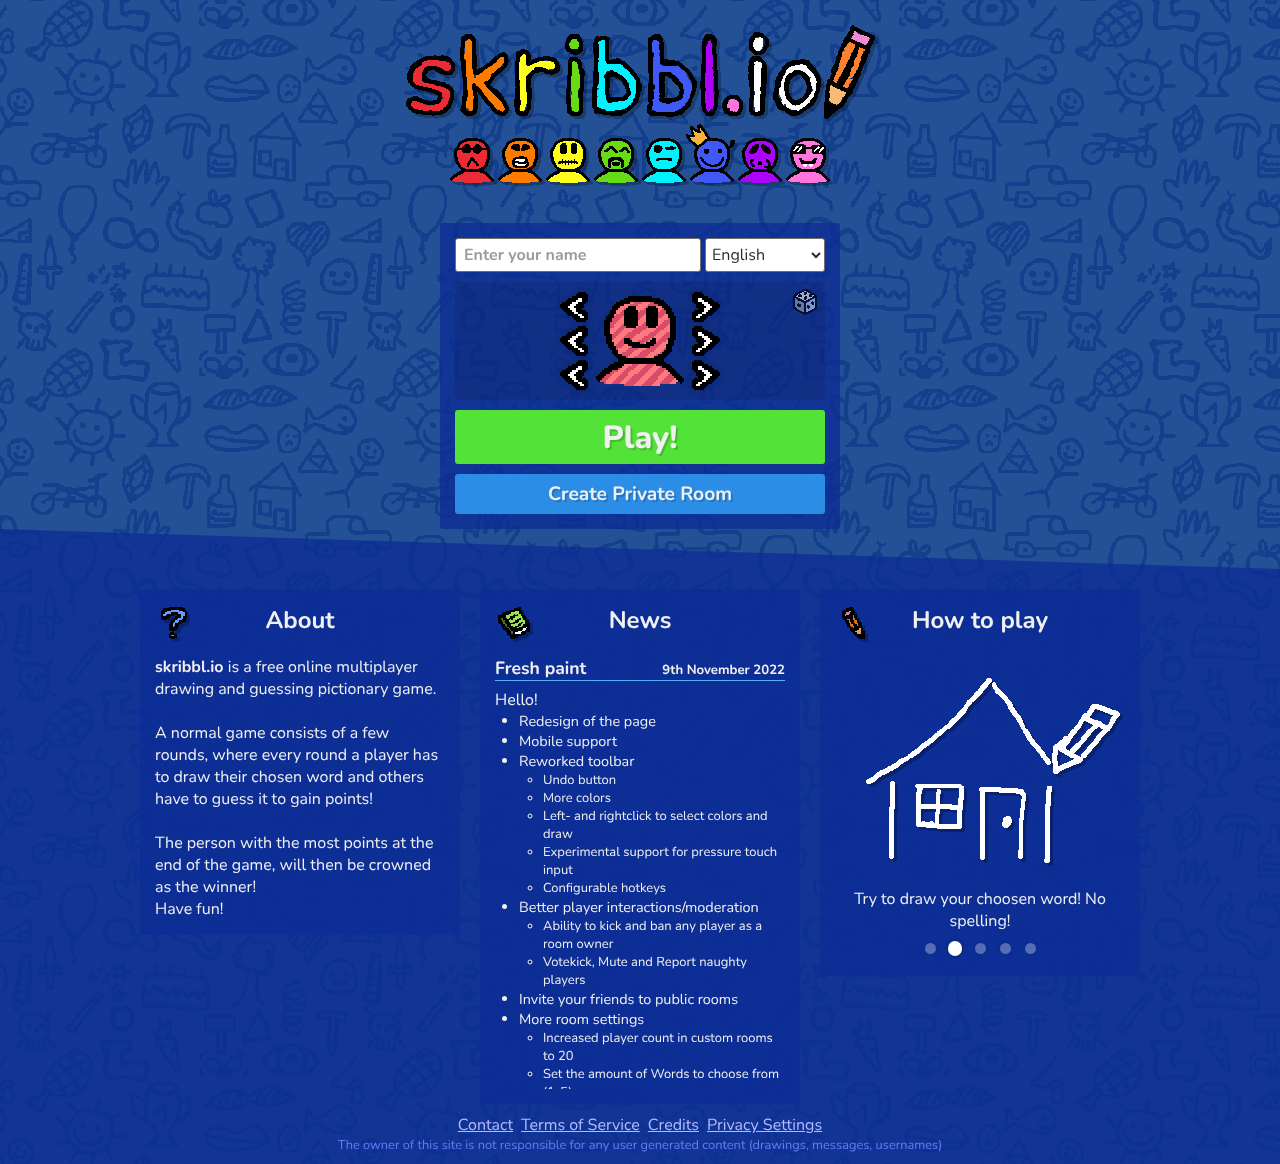 skribbl.io
Enter your name
English
Play!
Create Private Room
About
skribbl.io is a free online multiplayer
drawing and guessing pictionary game.
A normal game consists of a few
rounds, where every round a player has
to draw their chosen word and others
have to guess it to gain points!
The person with the most points at the
end of the game, will then be crowned
as the winner!
Have fun!
News
Fresh paint 9th November 2022
Hello!
Redesign of the page
Mobile support
Reworked toolbar
Undo button
More colors
Left- and rightclick to select colors and
draw
Experimental support for pressure touch
input
Configurable hotkeys
Better player interactions/moderation
Ability to kick and ban any player as a
room owner
Votekick, Mute and Report naughty
players
Invite your friends to public rooms
More room settings
Increased player count in custom rooms
to 20
Set the amount of Words to choose from
How to play
Try to draw your choosen word! No
spelling!
Contact Terms of Service Credits Privacy Settings
The owner of this site is not responsible for any user generated content (drawings, messages, usernames)